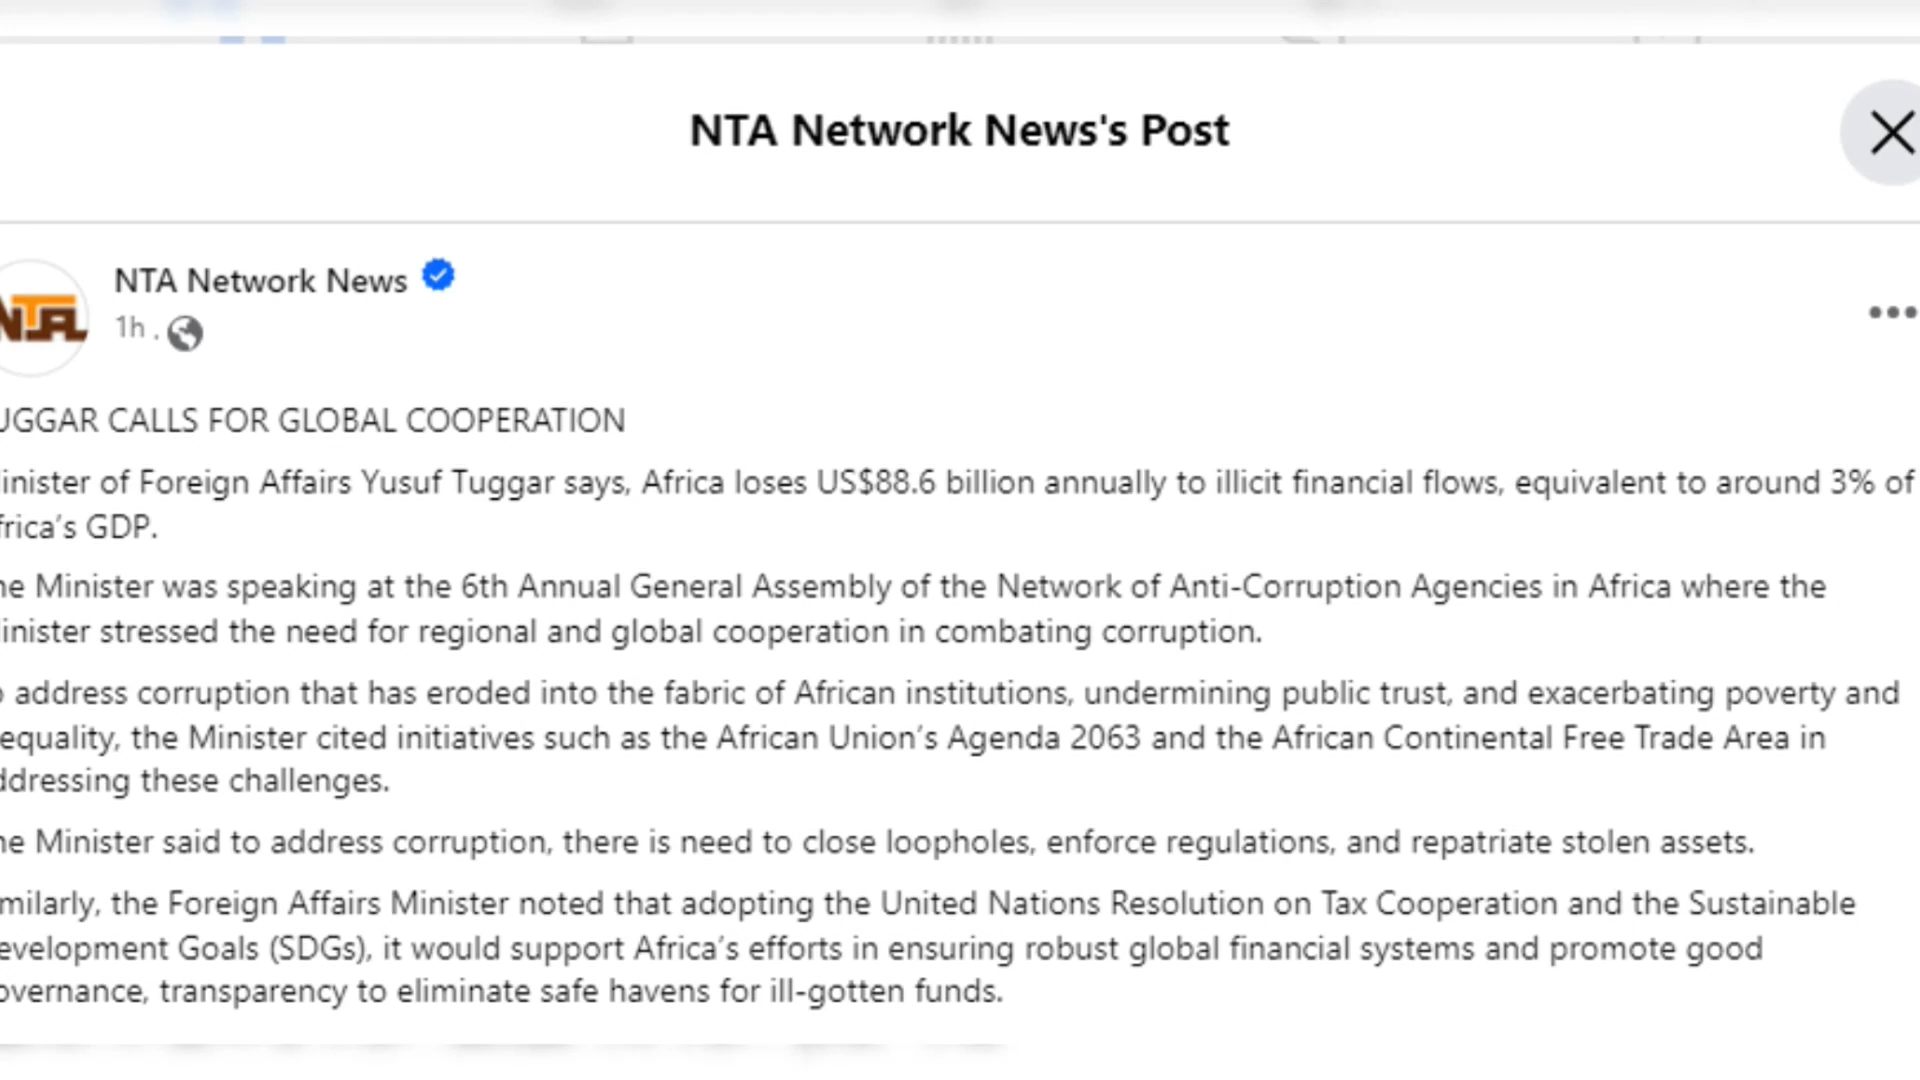 NTA Network News's Post
NTA Network News
1h .
NTA
UGGAR CALLS FOR GLOBAL COOPERATION
inister of Foreign Affairs Yusuf Tuggar says, Africa loses US$88.6 billion annually to illicit financial flows, equivalent to around 3% of
frica’s GDP.
he Minister was speaking at the 6th Annual General Assembly of the Network of Anti-Corruption Agencies in Africa where the
inister stressed the need for regional and global cooperation in combating corruption.
o address corruption that has eroded into the fabric of African institutions, undermining public trust, and exacerbating poverty and
equality, the Minister cited initiatives such as the African Union’s Agenda 2063 and the African Continental Free Trade Area in
ddressing these challenges.
he Minister said to address corruption, there is need to close loopholes, enforce regulations, and repatriate stolen assets.
milarly, the Foreign Affairs Minister noted that adopting the United Nations Resolution on Tax Cooperation and the Sustainable
evelopment Goals (SDGs), it would support Africa’s efforts in ensuring robust global financial systems and promote good
overnance, transparency to eliminate safe havens for ill-gotten funds.